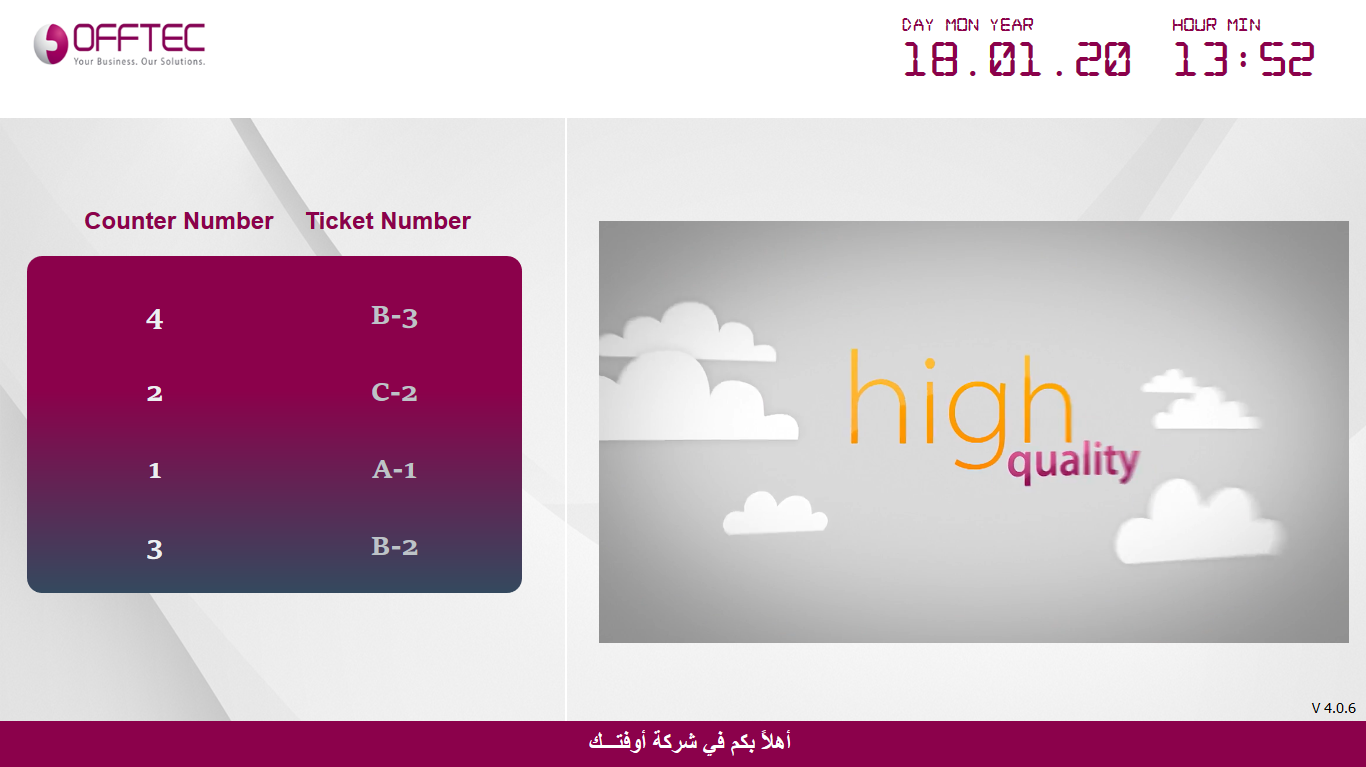 OFFTEC
Your Business. Our Solutions.
DAY MON YEAR
18.01.20
HOUR MIN
13:52
Counter Number Ticket Number
4 B-3
2 C-2
1 A-1
3 B-2
high
quality
V 4.0.6
أهلاً بكم في شركة أوفتـــك